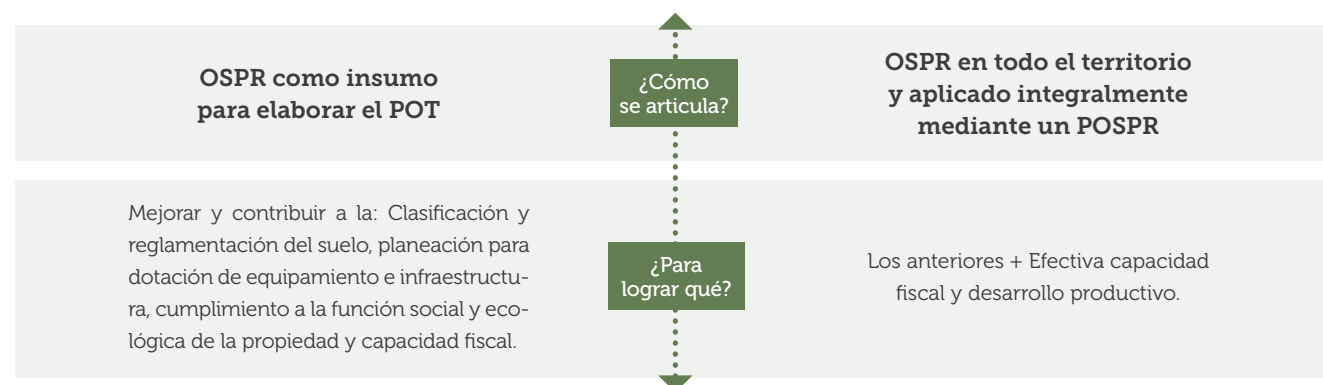 OSPR como insumo
para elaborar el POT
¿Cómo
se articula?
OSPR en todo el territorio
y aplicado integralmente
mediante un POSPR
Mejorar y contribuir a la: Clasificación y
reglamentación del suelo, planeación para
dotación de equipamiento e infraestructu-
ra, cumplimiento a la función social y eco-
lógica de la propiedad y capacidad fiscal.
¿Para
lograr qué?
Los anteriores + Efectiva capacidad
fiscal y desarrollo productivo.